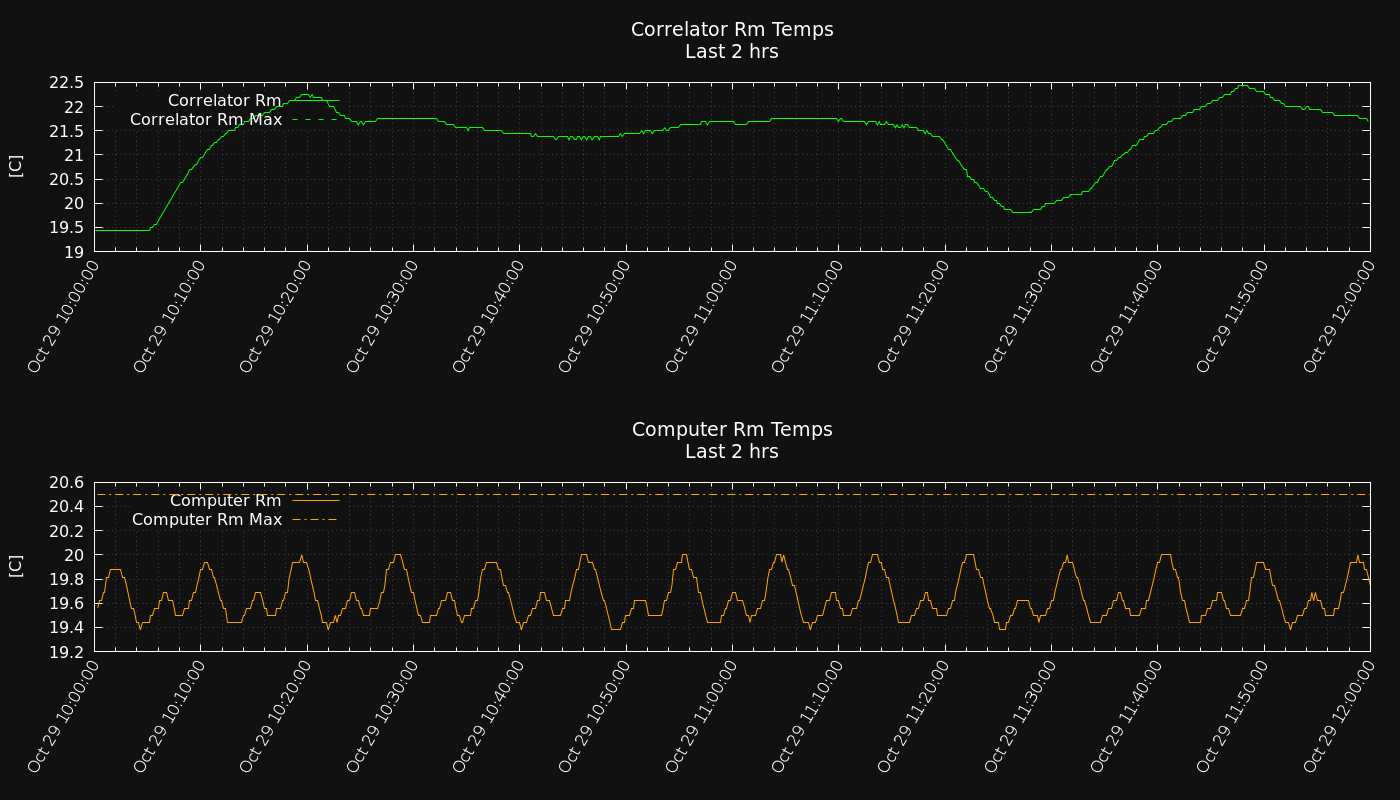 Correlator Rm Temps
Last 2 hrs
22.5
22
21.5
21
20.5
20
19.5
19
[C]
Correlator Rm
Correlator Rm Max
Oct 29 10:00:00
Oct 29 10:10:00
Oct 29 10:20:00
Oct 29 10:30:00
Oct 29 10:40:00
Oct 29 10:50:00
Oct 29 11:00:00
Oct 29 11:10:00
Oct 29 11:20:00
Oct 29 11:30:00
Oct 29 11:40:00
Oct 29 11:50:00
Oct 29 12:00:00
Computer Rm Temps
Last 2 hrs
20.6
20.4
20.2
20
19.8
19.6
19.4
19.2
[C]
Computer Rm
Computer Rm Max
Oct 29 10:00:00
Oct 29 10:10:00
Oct 29 10:20:00
Oct 29 10:30:00
Oct 29 10:40:00
Oct 29 10:50:00
Oct 29 11:00:00
Oct 29 11:10:00
Oct 29 11:20:00
Oct 29 11:30:00
Oct 29 11:40:00
Oct 29 11:50:00
Oct 29 12:00:00